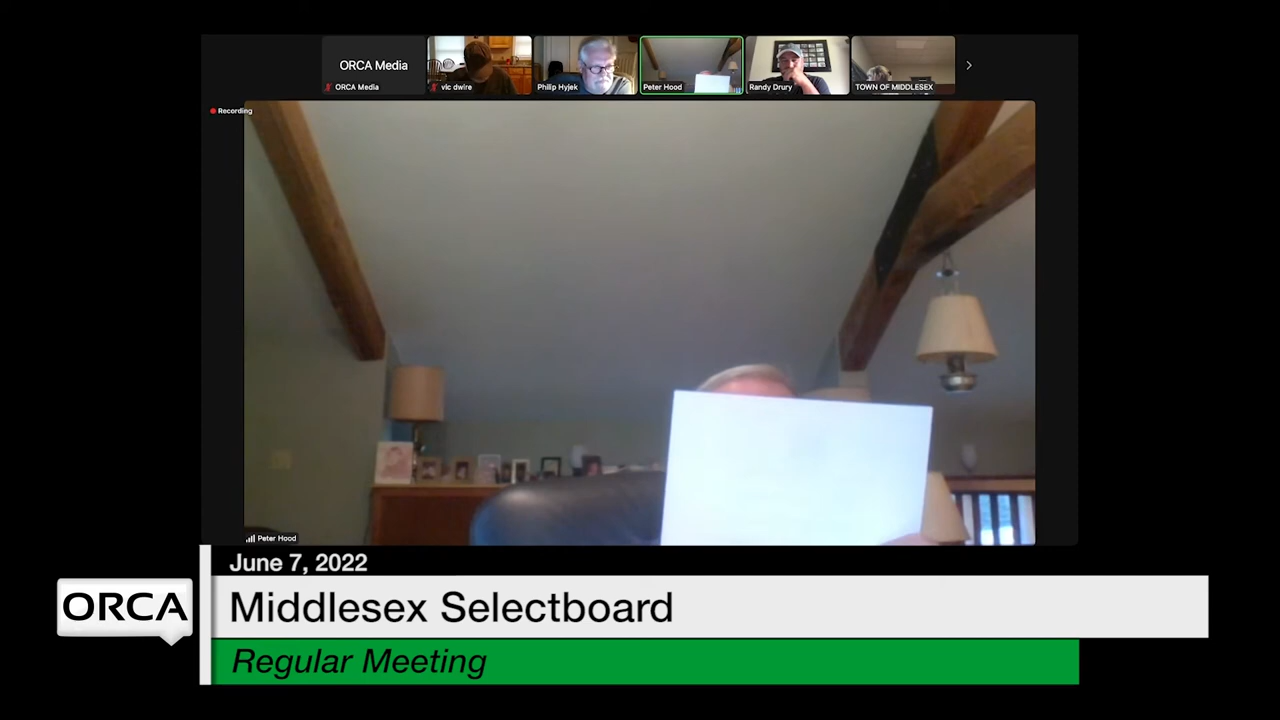 ORCA Media
ORCA Media
vic dwire
Philip Hyjek
Peter Hood
Randy Drury
TOWN OF MIDDLESEX
Recording
Peter Hood
June 7, 2022
ORCA
Middlesex Selectboard
Regular Meeting